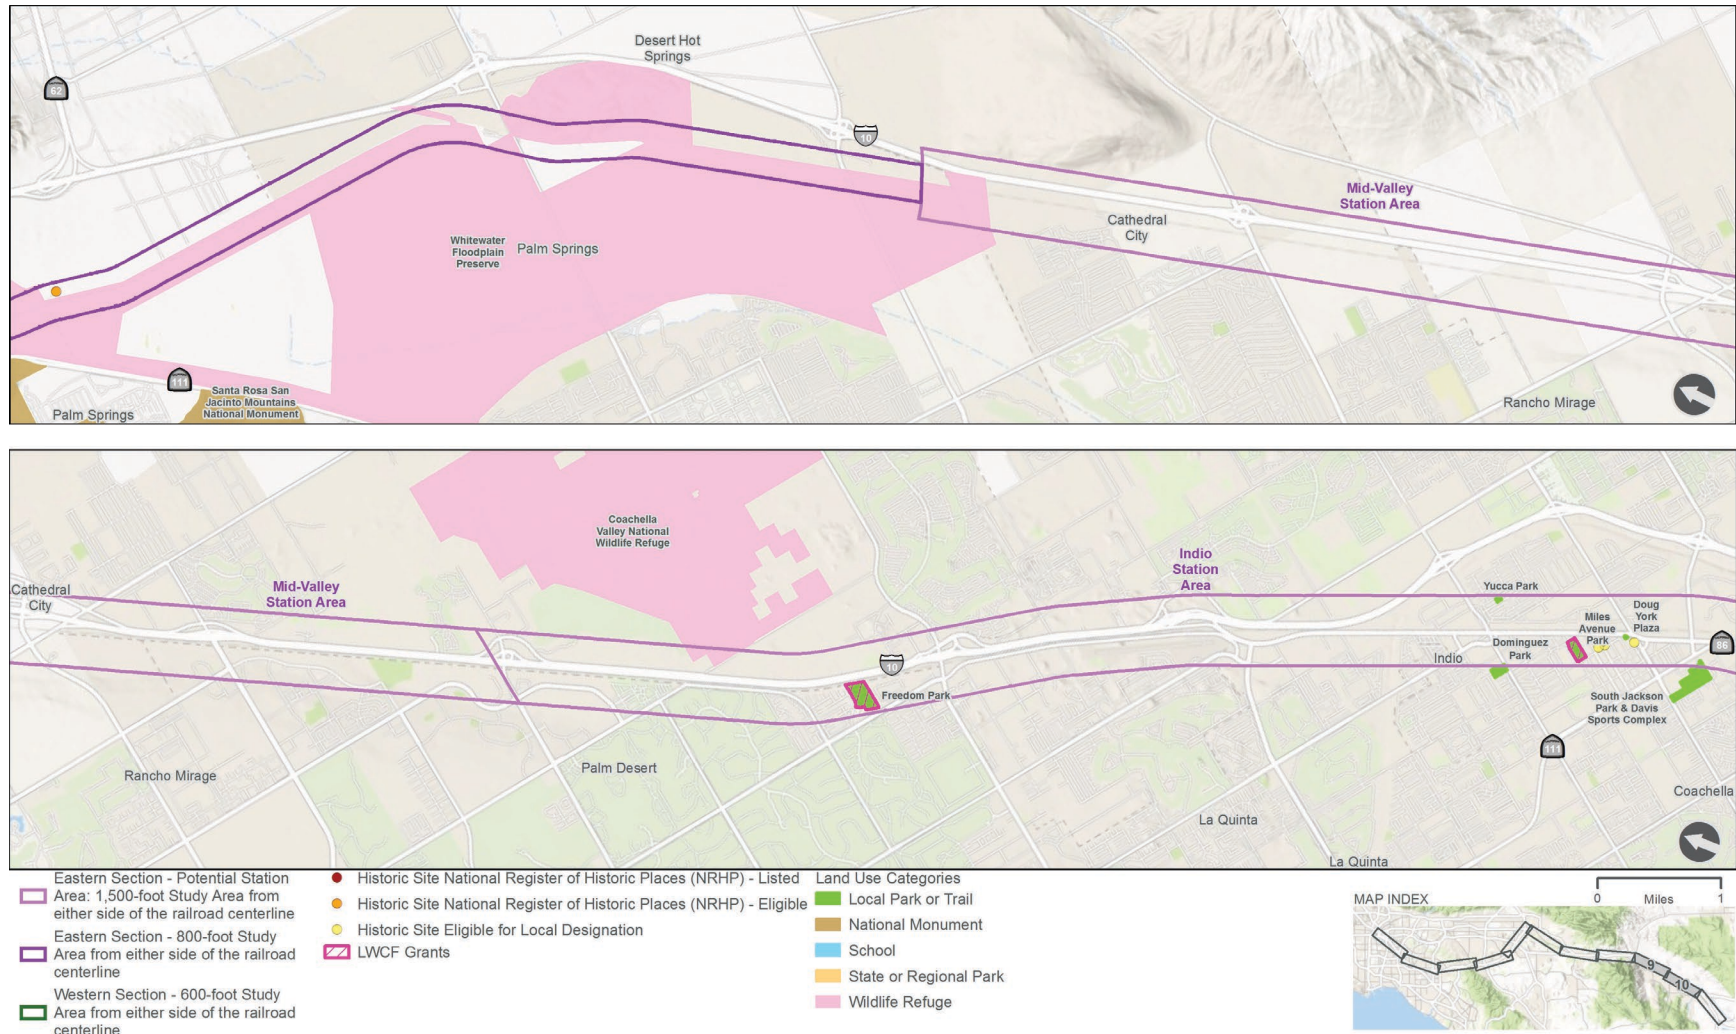 Desert Hot
Springs
62
10
Mid-Valley
Station Area
Cathedral
City
Whitewater
Floodplain
Preserve
Palm Springs
111
Santa Rosa San
Jacinto Mountains
National Monument
Palm Springs
Rancho Mirage
Coachella
Valley National
Wildlife Refuge
Indio
Station
Area
Cathedral
City
Mid-Valley
Station Area
Yucca Park
Doug
York
Plaza
Miles
Avenue
Park
Dominguez
Park
86
Indio
10
Freedom Park
South Jackson
Park & Davis
Sports Complex
111
Rancho Mirage
Palm Desert
Coachella
La Quinta
La Quinta
Eastern Section - Potential Station
Area: 1,500-foot Study Area from
either side of the railroad centerline
Eastern Section - 800-foot Study
Area from either side of the railroad
centerline
Western Section - 600-foot Study
Area from either side of the railroad
centerline
Historic Site National Register of Historic Places (NRHP) - Listed
Historic Site National Register of Historic Places (NRHP) - Eligible
Historic Site Eligible for Local Designation
LWCF Grants
Land Use Categories
Local Park or Trail
National Monument
School
State or Regional Park
Wildlife Refuge
MAP INDEX
0 Miles 1
9
10